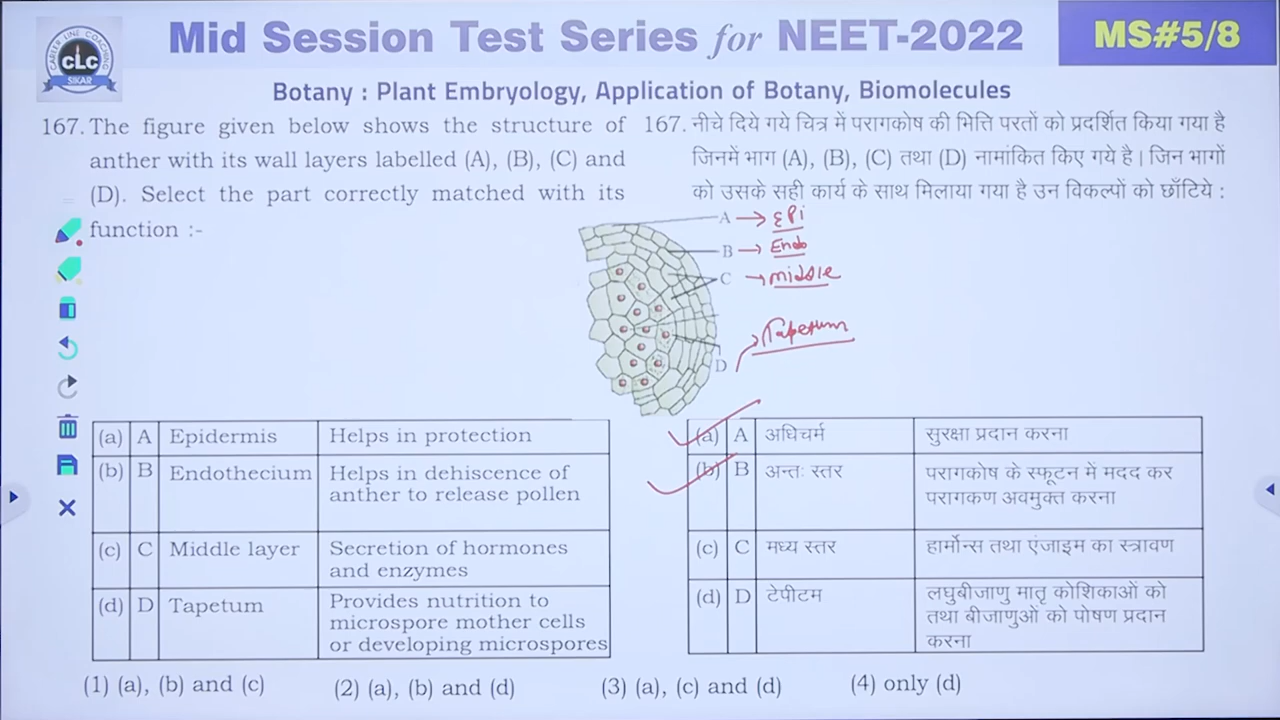 CAREER LINE COACHING
CLC
SIKAR
Mid Session Test Series for NEET-2022
MS#5/8
Botany : Plant Embryology, Application of Botany, Biomolecules
167. The figure given below shows the structure of
anther with its wall layers labelled (A), (B), (C) and
(D). Select the part correctly matched with its
function :-
167. नीचे दिये गये चित्र में परागकोष की भित्ति परतों को प्रदर्शित किया गया है
जिनमें भाग (A), (B), (C) तथा (D) नामांकित किए गये है। जिन भागों
को उसके सही कार्य के साथ मिलाया गया है उन विकल्पों को छाँटिये :
A → Epi
B → Endo
C → middle
D → Tapetum
(a) A Epidermis Helps in protection
(b) B Endothecium Helps in dehiscence of
anther to release pollen
(c) C Middle layer Secretion of hormones
and enzymes
(d) D Tapetum Provides nutrition to
microspore mother cells
or developing microspores
(a) A अधिचर्म सुरक्षा प्रदान करना
(b) B अन्तः स्तर परागकोष के स्फूटन में मदद कर
परागकण अवमुक्त करना
(c) C मध्य स्तर हार्मोन्स तथा एंजाइम का स्त्रावण
(d) D टेपीटम लघुबीजाणु मातृ कोशिकाओं को
तथा बीजाणुओं को पोषण प्रदान
करना
(1) (a), (b) and (c) (2) (a), (b) and (d) (3) (a), (c) and (d) (4) only (d)